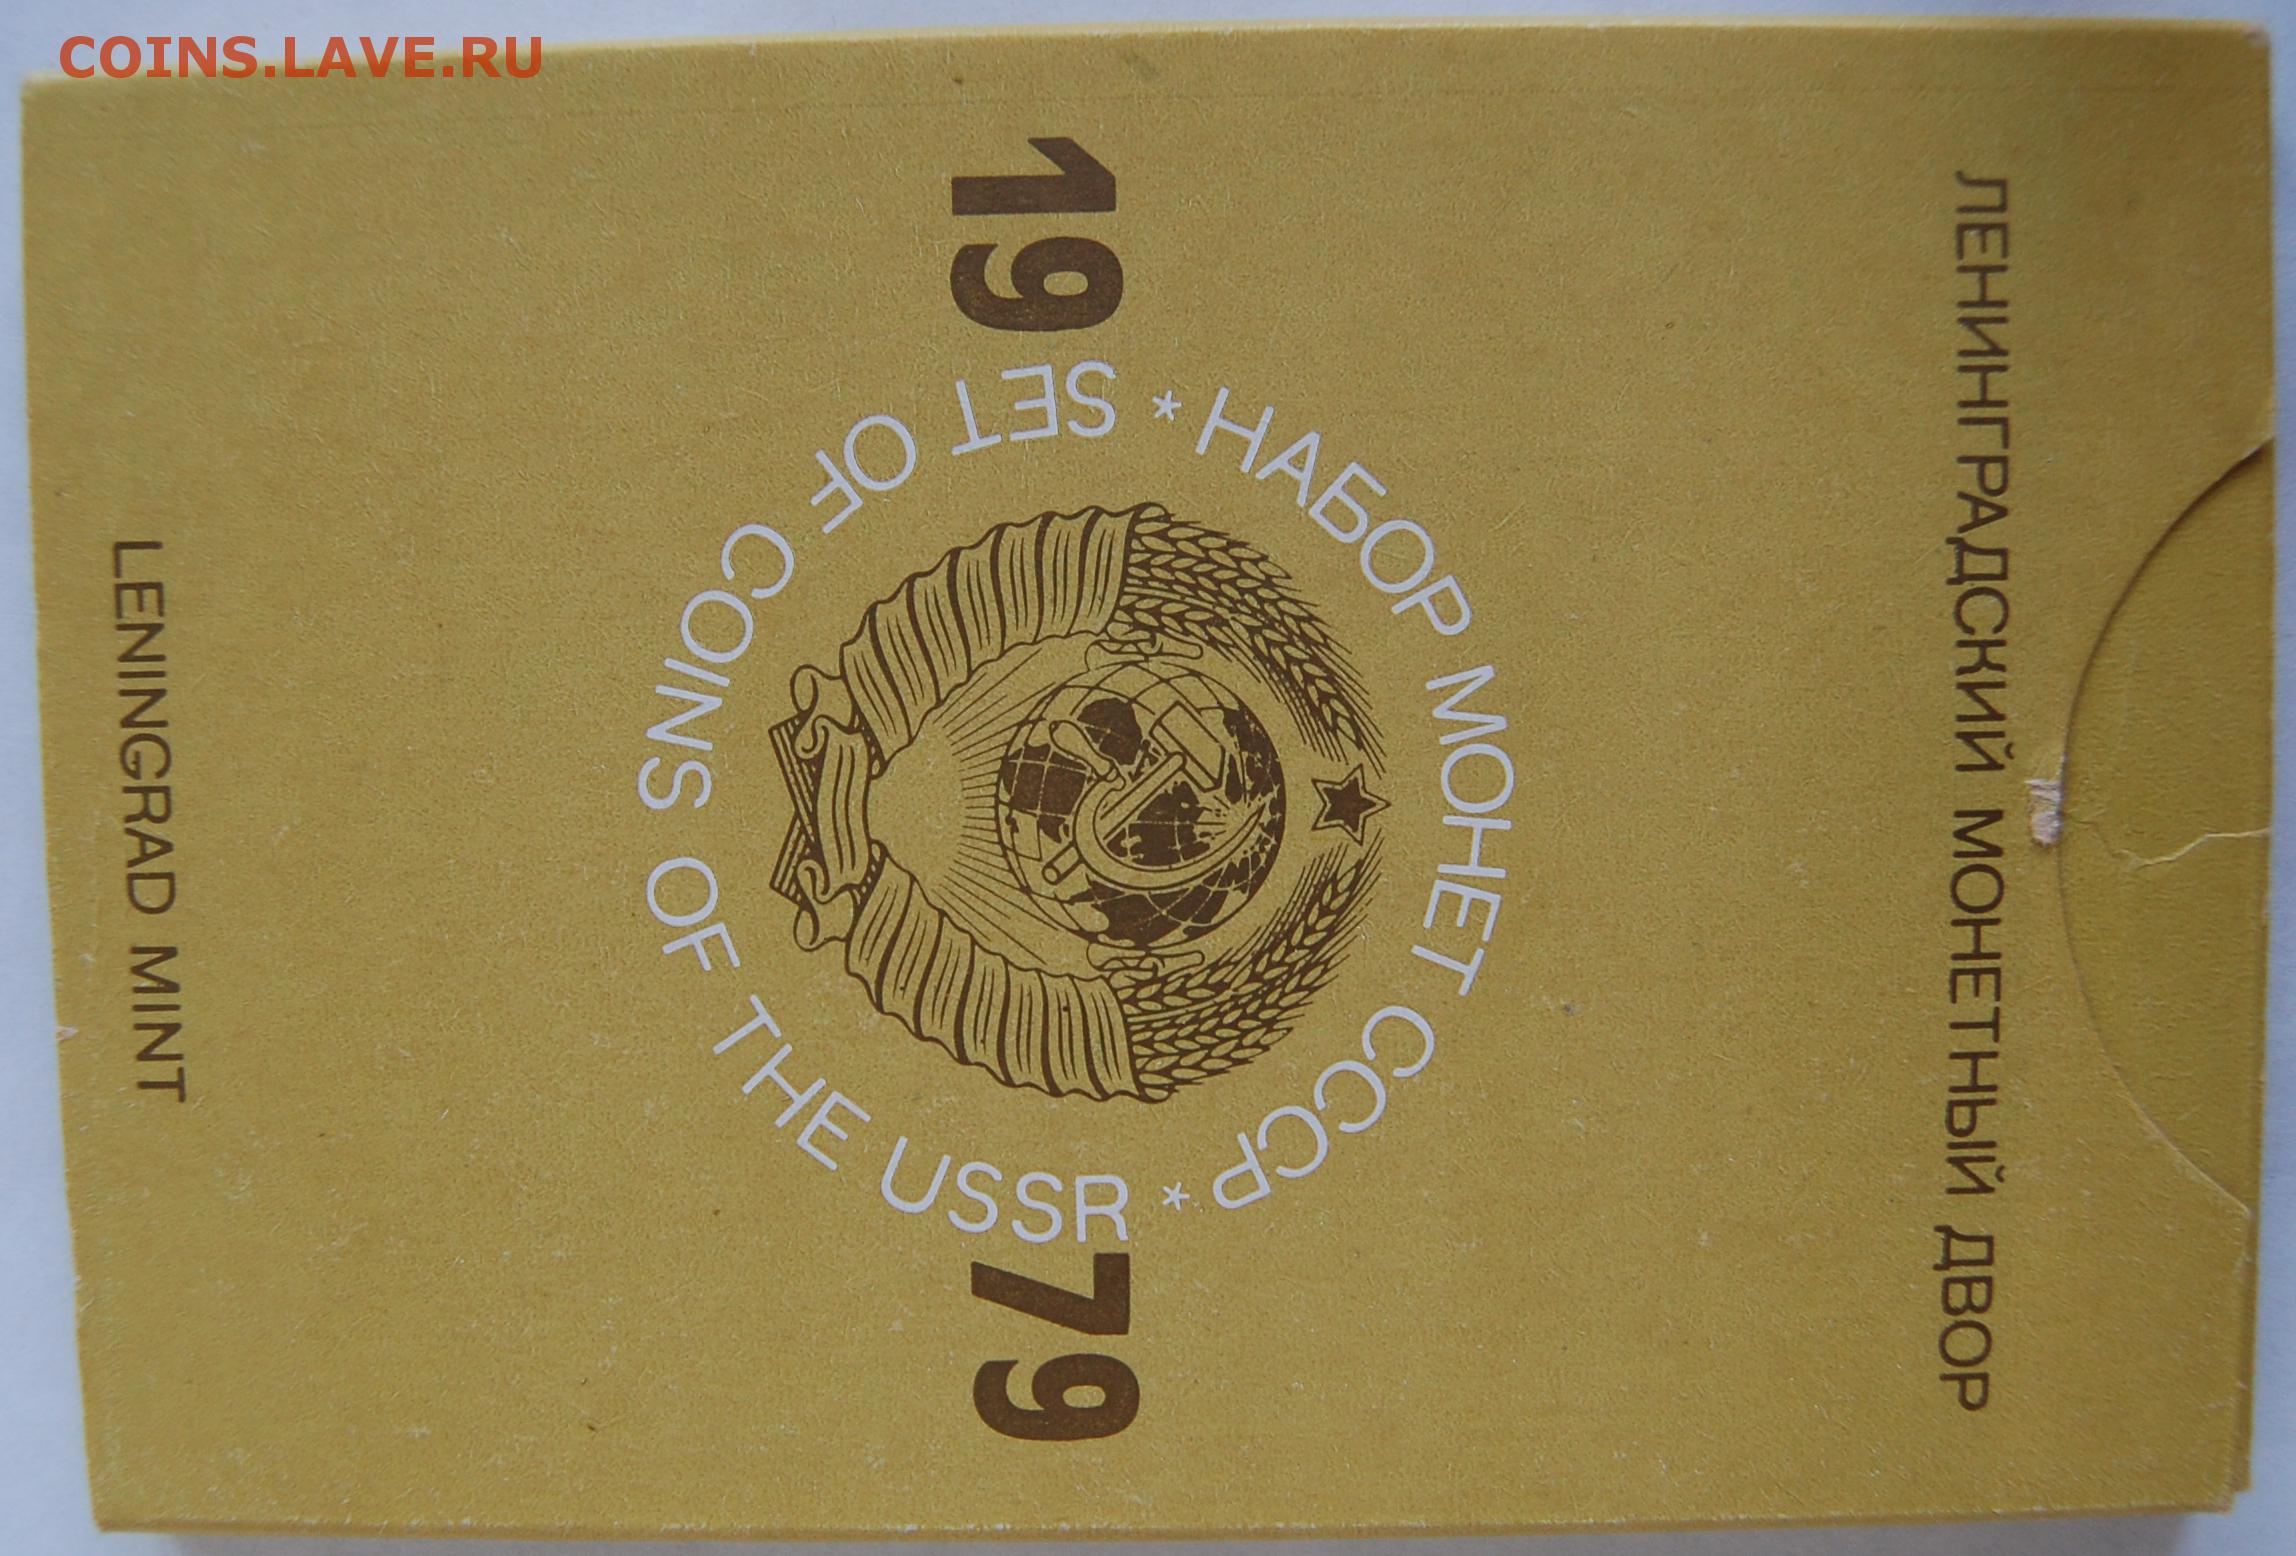 COINS.LAVE.RU
ЛЕНИНГРАДСКИЙ МОНЕТНЫЙ ДВОР
* НАБОР МОНЕТ СССР *
19
79
SET OF COINS OF THE USSR
LENINGRAD MINT